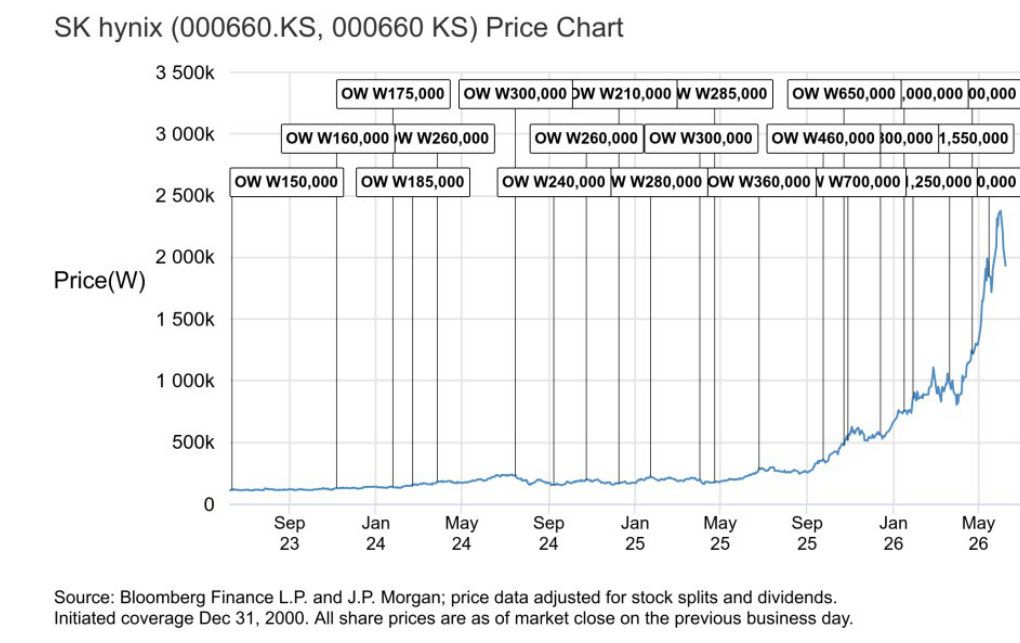 SK hynix (000660.KS, 000660 KS) Price Chart
3 500k
OW W175,000
OW W300,000
OW W210,000
W W285,000
OW W650,000
,000,000
00,000
3 000k
OW W160,000
W W260,000
OW W260,000
OW W300,000
OW W460,000
00,000
1,550,000
2 500k
OW W150,000
OW W185,000
OW W240,000
W W280,000
OW W360,000
W700,000
,250,000
0,000
2 000k
Price(W)
1 500k
1 000k
500k
0
Sep 23
Jan 24
May 24
Sep 24
Jan 25
May 25
Sep 25
Jan 26
May 26
Source: Bloomberg Finance L.P. and J.P. Morgan; price data adjusted for stock splits and dividends.
Initiated coverage Dec 31, 2000. All share prices are as of market close on the previous business day.